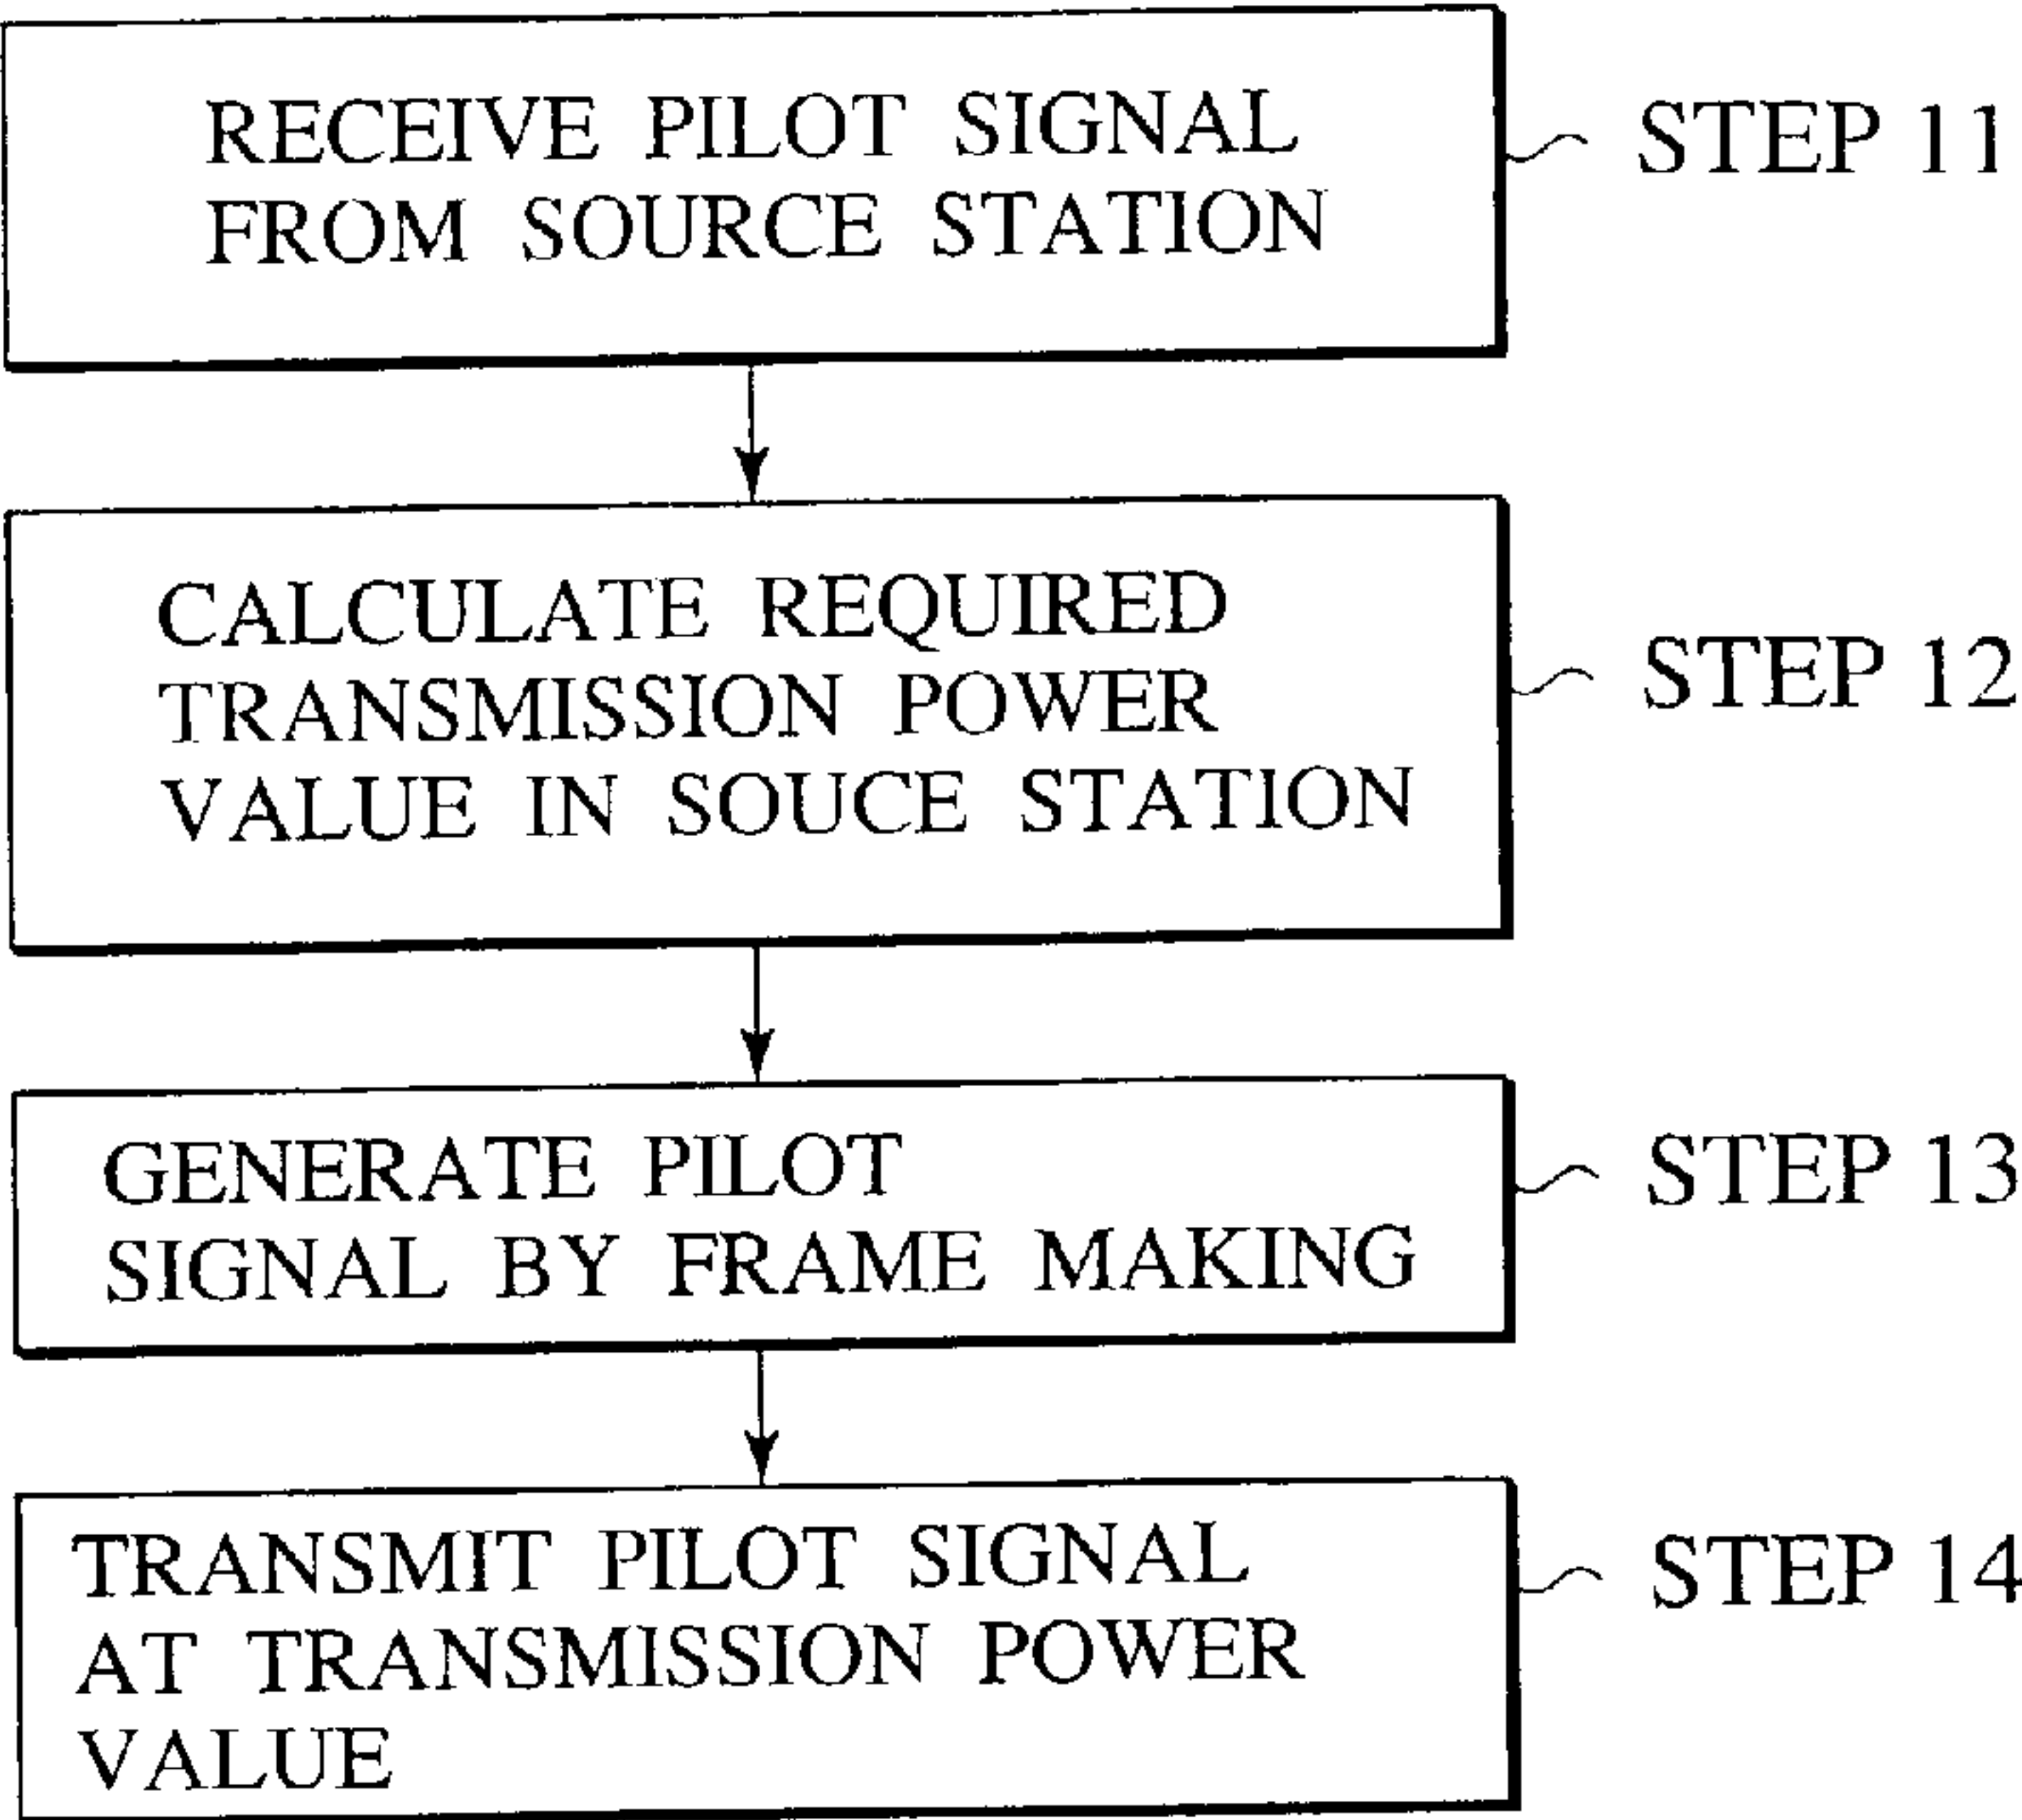 RECEIVE PILOT SIGNAL
FROM SOURCE STATION
STEP 11
CALCULATE REQUIRED
TRANSMISSION POWER
VALUE IN SOUCE STATION
STEP 12
GENERATE PILOT
SIGNAL BY FRAME MAKING
STEP 13
TRANSMIT PILOT SIGNAL
AT TRANSMISSION POWER
VALUE
STEP 14